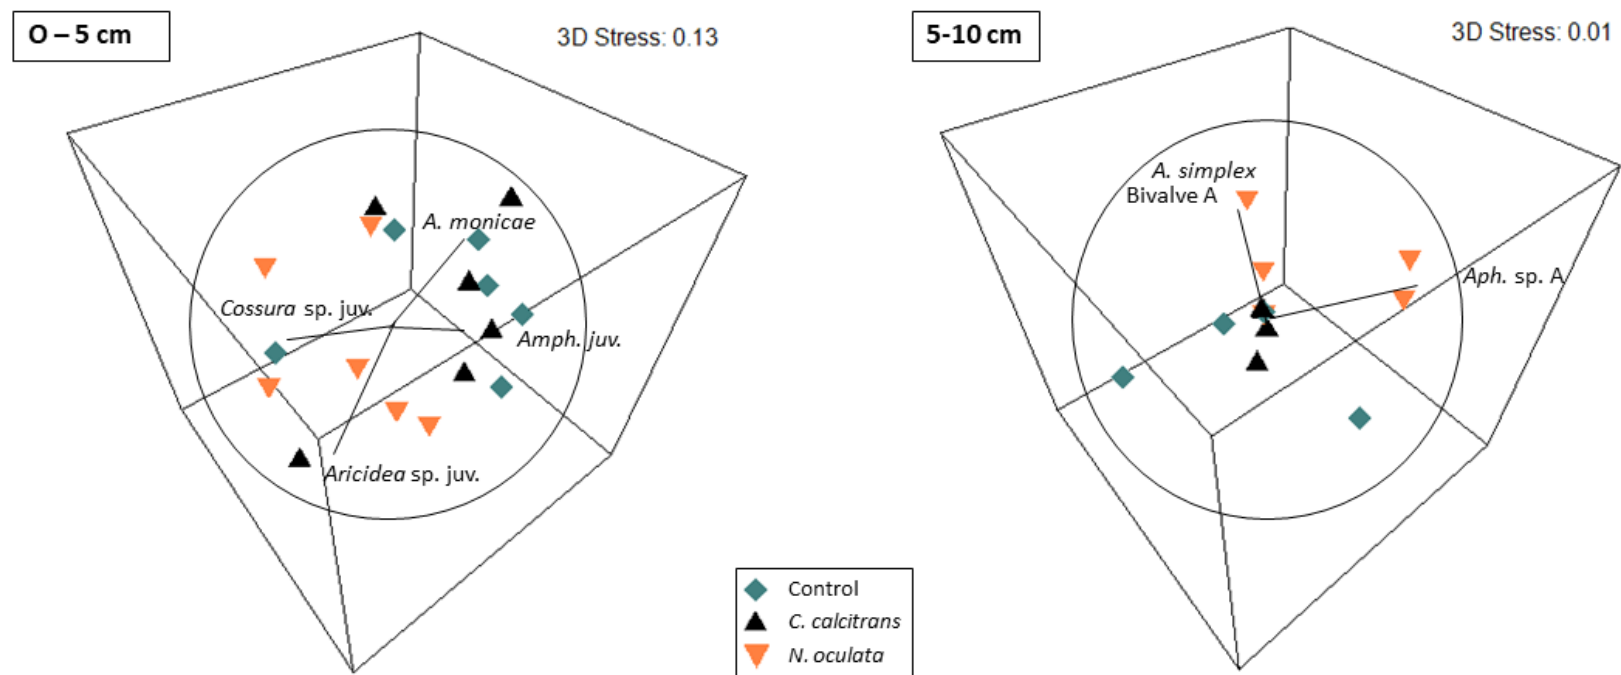 O – 5 cm
3D Stress: 0.13
A. monicae
Cossura sp. juv.
Amph. juv.
Aricidea sp. juv.
5-10 cm
3D Stress: 0.01
A. simplex
Bivalve A
Aph. sp. A
Control
C. calcitrans
N. oculata